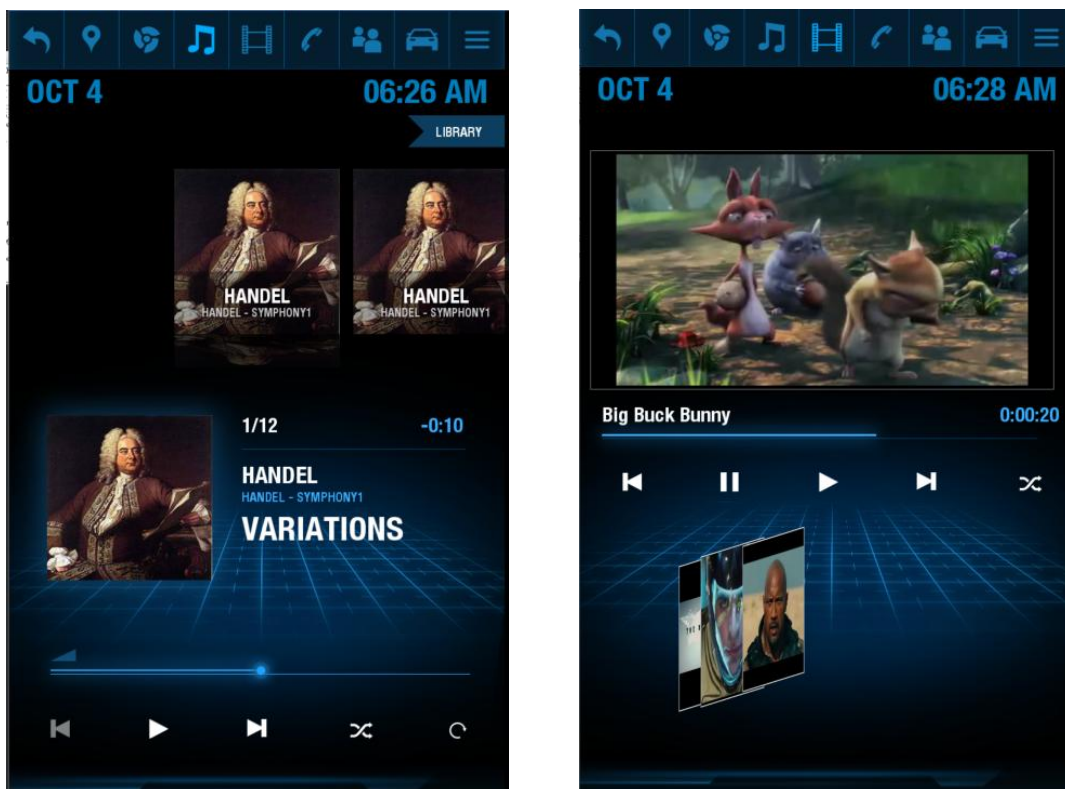 OCT 4
06:26 AM
LIBRARY
HANDEL
HANDEL - SYMPHONY1
HANDEL
HANDEL - SYMPHONY1
1/12
-0:10
HANDEL
HANDEL - SYMPHONY1
VARIATIONS
OCT 4
06:28 AM
Big Buck Bunny
0:00:20